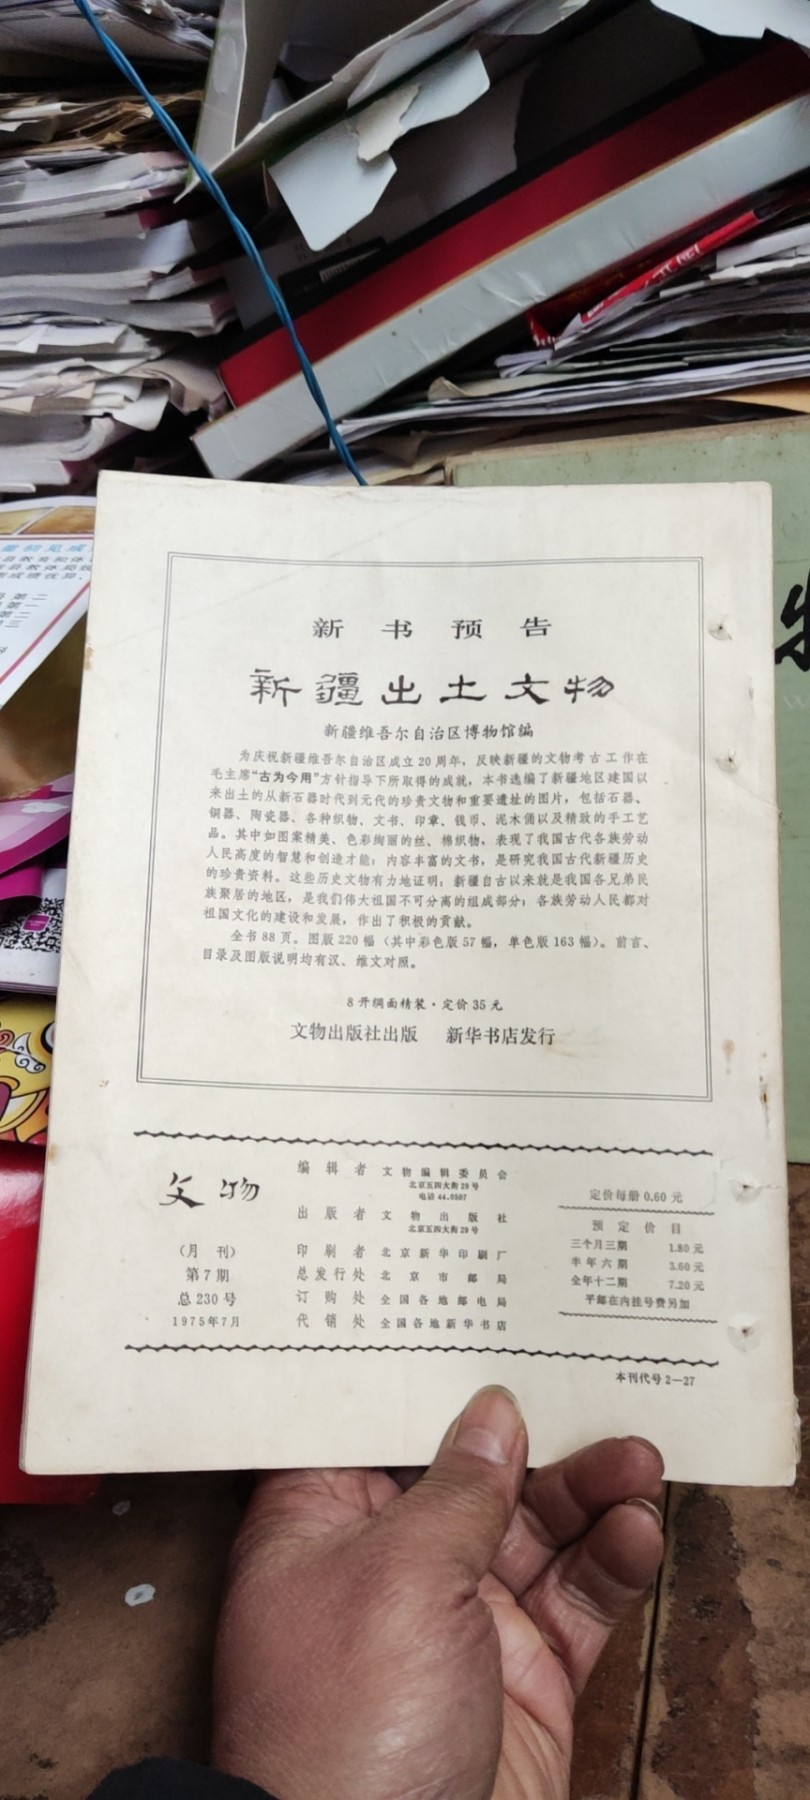 新书预告
新疆出土文物
新疆维吾尔自治区博物馆编
为庆祝新疆维吾尔自治区成立20周年，反映新疆的文物考古工作在
毛主席“古为今用”方针指导下所取得的成就，本书选编了新疆地区建国以
来出土的从新石器时代到元代的珍贵文物和重要遗址的图片，包括石器、
铜器、陶瓷器、各种织物、文书、印章、钱币、泥木俑以及精致的手工艺
品。其中如图案精美、色彩绚丽的丝、棉织物，表现了我国古代各族劳动
人民高度的智慧和创造才能；内容丰富的文书，是研究我国古代新疆历史
的珍贵资料。这些历史文物有力地证明：新疆自古以来就是我国各兄弟民
族聚居的地区，是我们伟大祖国不可分离的组成部分；各族劳动人民都对
祖国文化的建设和发展，作出了积极的贡献。
全书88页。图版220幅（其中彩色版57幅，单色版163幅）。前言、
目录及图版说明均有汉、维文对照。
8开绸面精装·定价35元
文物出版社出版 新华书店发行
文物
（月刊）
第7期
总230号
1975年7月
编辑者 文物编辑委员会
北京五四大街29号
电话44.0507
出版者 文物出版社
北京五四大街29号
印刷者 北京新华印刷厂
总发行处 北京市邮局
订购处 全国各地邮电局
代销处 全国各地新华书店
定价每册0.60元
预定价目
三个月三期 1.80元
半年六期 3.60元
全年十二期 7.20元
平邮在内挂号费另加
本刊代号2—27